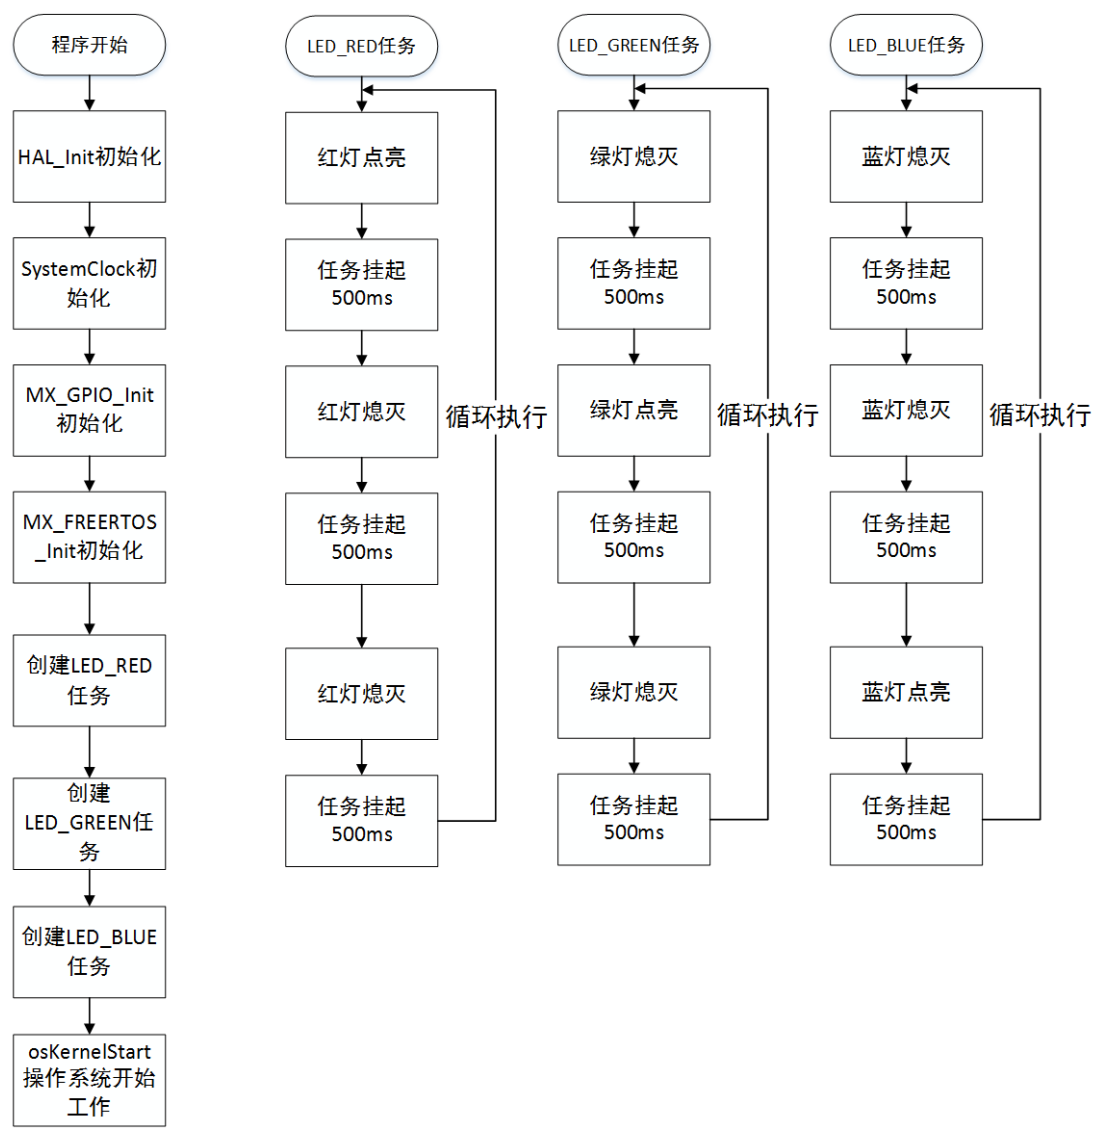 程序开始
HAL_Init初始化
SystemClock初
始化
MX_GPIO_Init
初始化
MX_FREERTOS
_Init初始化
创建LED_RED
任务
创建
LED_GREEN任
务
创建LED_BLUE
任务
osKernelStart
操作系统开始
工作
LED_RED任务
红灯点亮
任务挂起
500ms
红灯熄灭
任务挂起
500ms
红灯熄灭
任务挂起
500ms
循环执行
LED_GREEN任务
绿灯熄灭
任务挂起
500ms
绿灯点亮
任务挂起
500ms
绿灯熄灭
任务挂起
500ms
循环执行
LED_BLUE任务
蓝灯熄灭
任务挂起
500ms
蓝灯熄灭
任务挂起
500ms
蓝灯点亮
任务挂起
500ms
循环执行